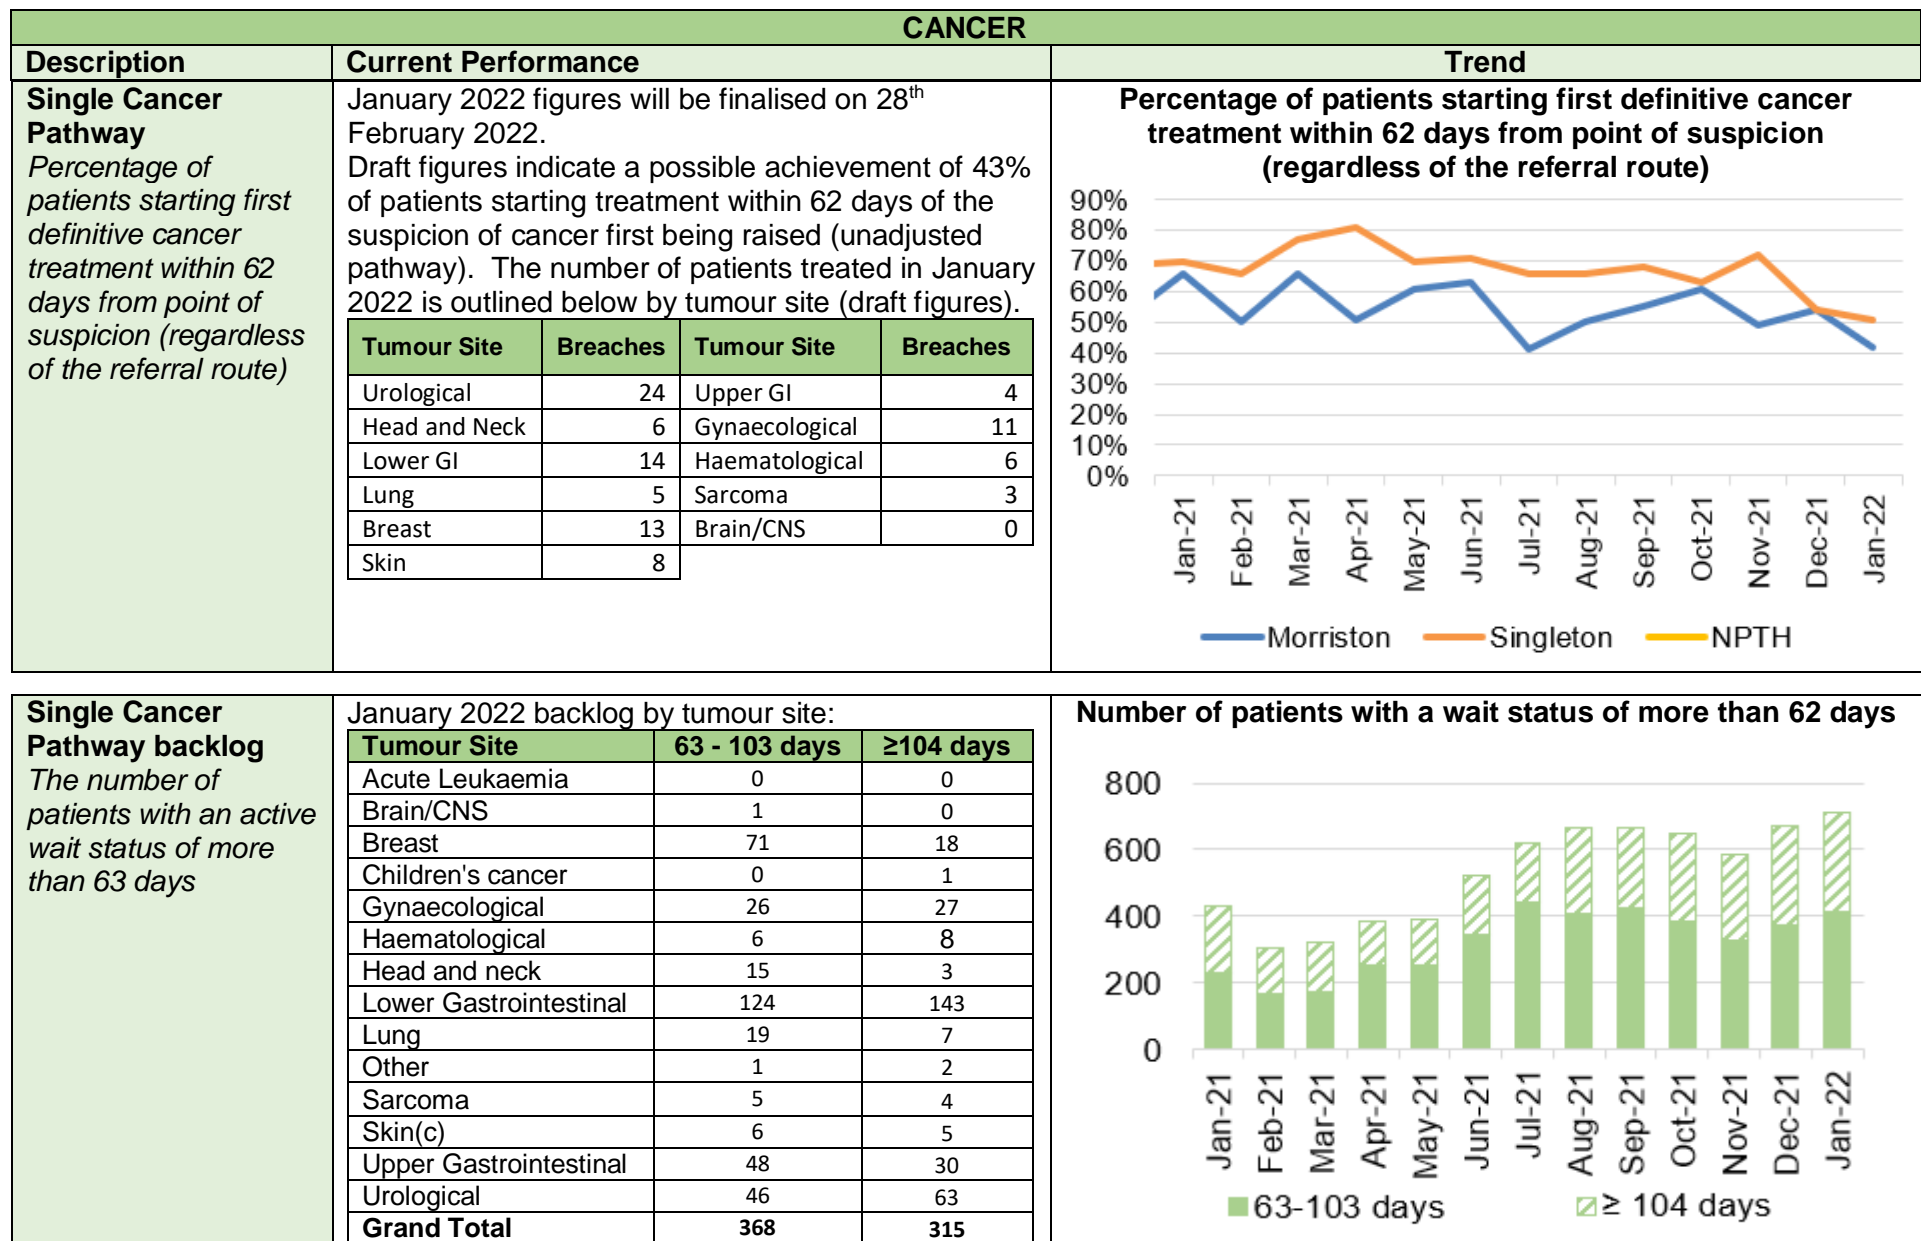 CANCER
Description Current Performance Trend
Single Cancer
Pathway
Percentage of
patients starting first
definitive cancer
treatment within 62
days from point of
suspicion (regardless
of the referral route)
January 2022 figures will be finalised on 28th
February 2022.
Draft figures indicate a possible achievement of 43%
of patients starting treatment within 62 days of the
suspicion of cancer first being raised (unadjusted
pathway). The number of patients treated in January
2022 is outlined below by tumour site (draft figures).
Tumour Site Breaches Tumour Site Breaches
Urological 24 Upper GI 4
Head and Neck 6 Gynaecological 11
Lower GI 14 Haematological 6
Lung 5 Sarcoma 3
Breast 13 Brain/CNS 0
Skin 8
Percentage of patients starting first definitive cancer
treatment within 62 days from point of suspicion
(regardless of the referral route)
90%
80%
70%
60%
50%
40%
30%
20%
10%
0%
Jan-21 Feb-21 Mar-21 Apr-21 May-21 Jun-21 Jul-21 Aug-21 Sep-21 Oct-21 Nov-21 Dec-21 Jan-22
Morriston Singleton NPTH
Single Cancer
Pathway backlog
The number of
patients with an active
wait status of more
than 63 days
January 2022 backlog by tumour site:
Tumour Site 63 - 103 days ≥104 days
Acute Leukaemia 0 0
Brain/CNS 1 0
Breast 71 18
Children's cancer 0 1
Gynaecological 26 27
Haematological 6 8
Head and neck 15 3
Lower Gastrointestinal 124 143
Lung 19 7
Other 1 2
Sarcoma 5 4
Skin(c) 6 5
Upper Gastrointestinal 48 30
Urological 46 63
Grand Total 368 315
Number of patients with a wait status of more than 62 days
800
600
400
200
0
Jan-21 Feb-21 Mar-21 Apr-21 May-21 Jun-21 Jul-21 Aug-21 Sep-21 Oct-21 Nov-21 Dec-21 Jan-22
63-103 days ≥ 104 days